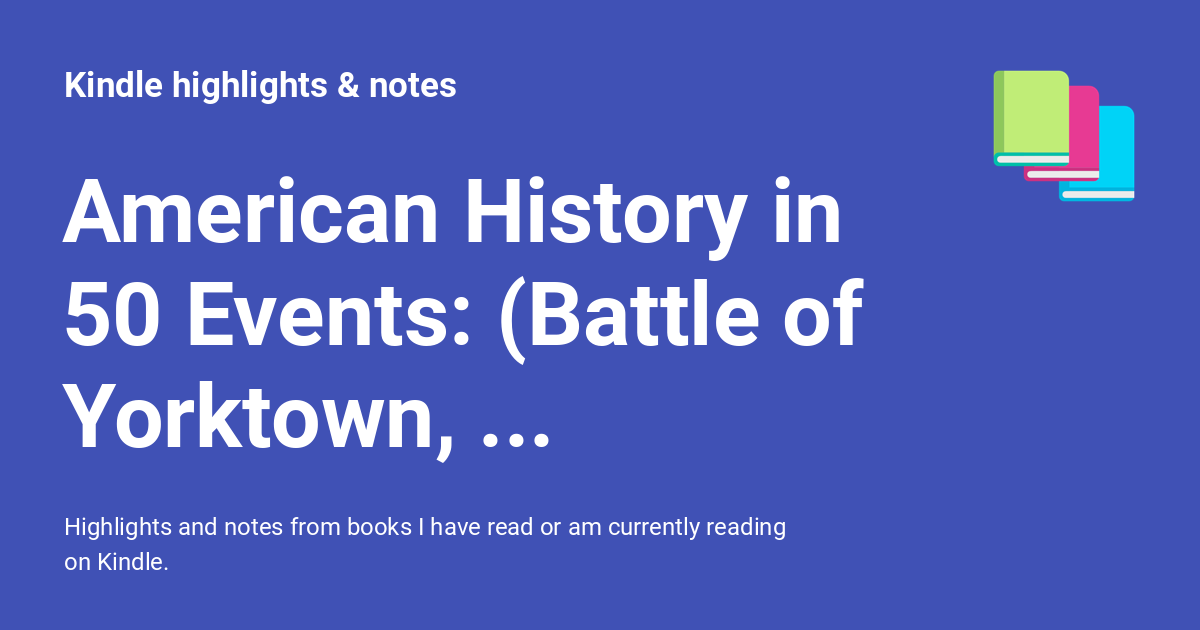 Kindle highlights & notes
American History in
50 Events: (Battle of
Yorktown, ...
Highlights and notes from books I have read or am currently reading
on Kindle.